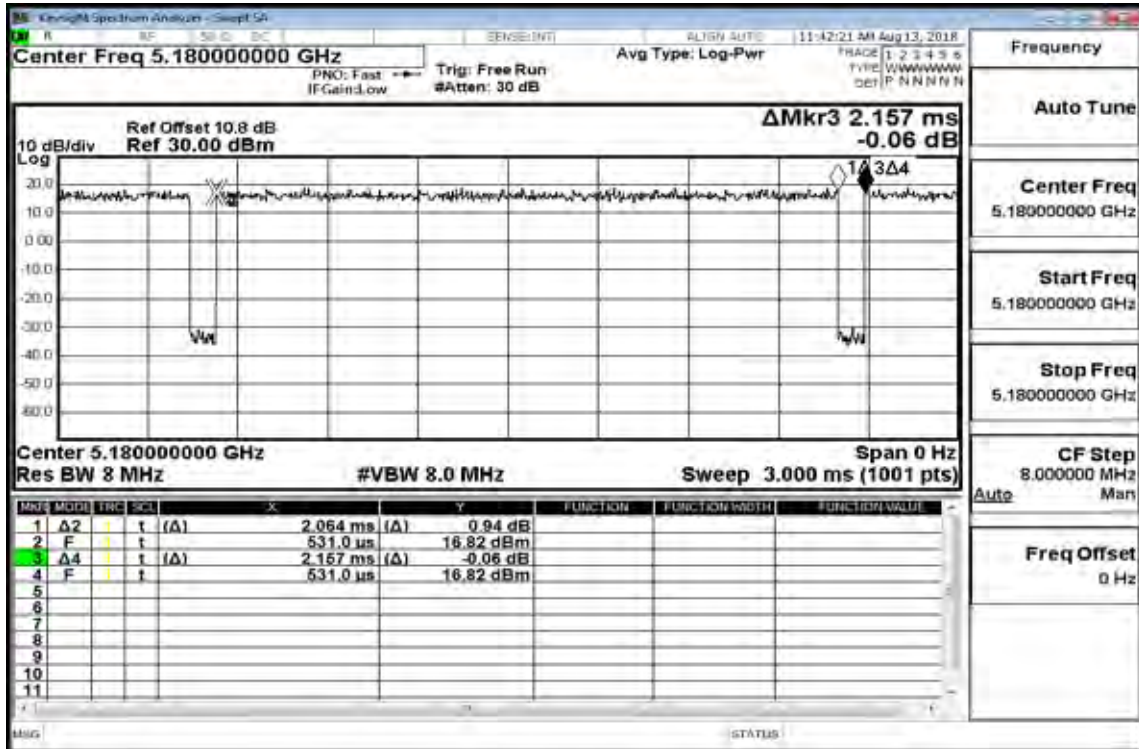 Keysight Spectrum Analyzer - Swept SA
R RF 50 Ω DC SENSE:INT ALIGN AUTO 11:42:21 AM Aug 13, 2018
Center Freq 5.180000000 GHz
PNO: Fast
IFGain:Low
Trig: Free Run
#Atten: 30 dB
Avg Type: Log-Pwr
TRACE 1 2 3 4 5 6
TYPE WWWWWW
DET P N N N N N
ΔMkr3 2.157 ms
-0.06 dB
Ref Offset 10.8 dB
10 dB/div Ref 30.00 dBm
Log
1Δ 3Δ4
20.0
10.0
0.00
-10.0
-20.0
-30.0
-40.0
-50.0
-60.0
Center 5.180000000 GHz Span 0 Hz
Res BW 8 MHz #VBW 8.0 MHz Sweep 3.000 ms (1001 pts)
MKR MODE TRC SCL X Y FUNCTION FUNCTION WIDTH FUNCTION VALUE
1 Δ2 1 t (Δ) 2.064 ms (Δ) 0.94 dB
2 F 1 t 531.0 µs 16.82 dBm
3 Δ4 1 t (Δ) 2.157 ms (Δ) -0.06 dB
4 F 1 t 531.0 µs 16.82 dBm
5
6
7
8
9
10
11
MSG STATUS
Frequency
Auto Tune
Center Freq
5.180000000 GHz
Start Freq
5.180000000 GHz
Stop Freq
5.180000000 GHz
CF Step
8.000000 MHz
Auto Man
Freq Offset
0 Hz